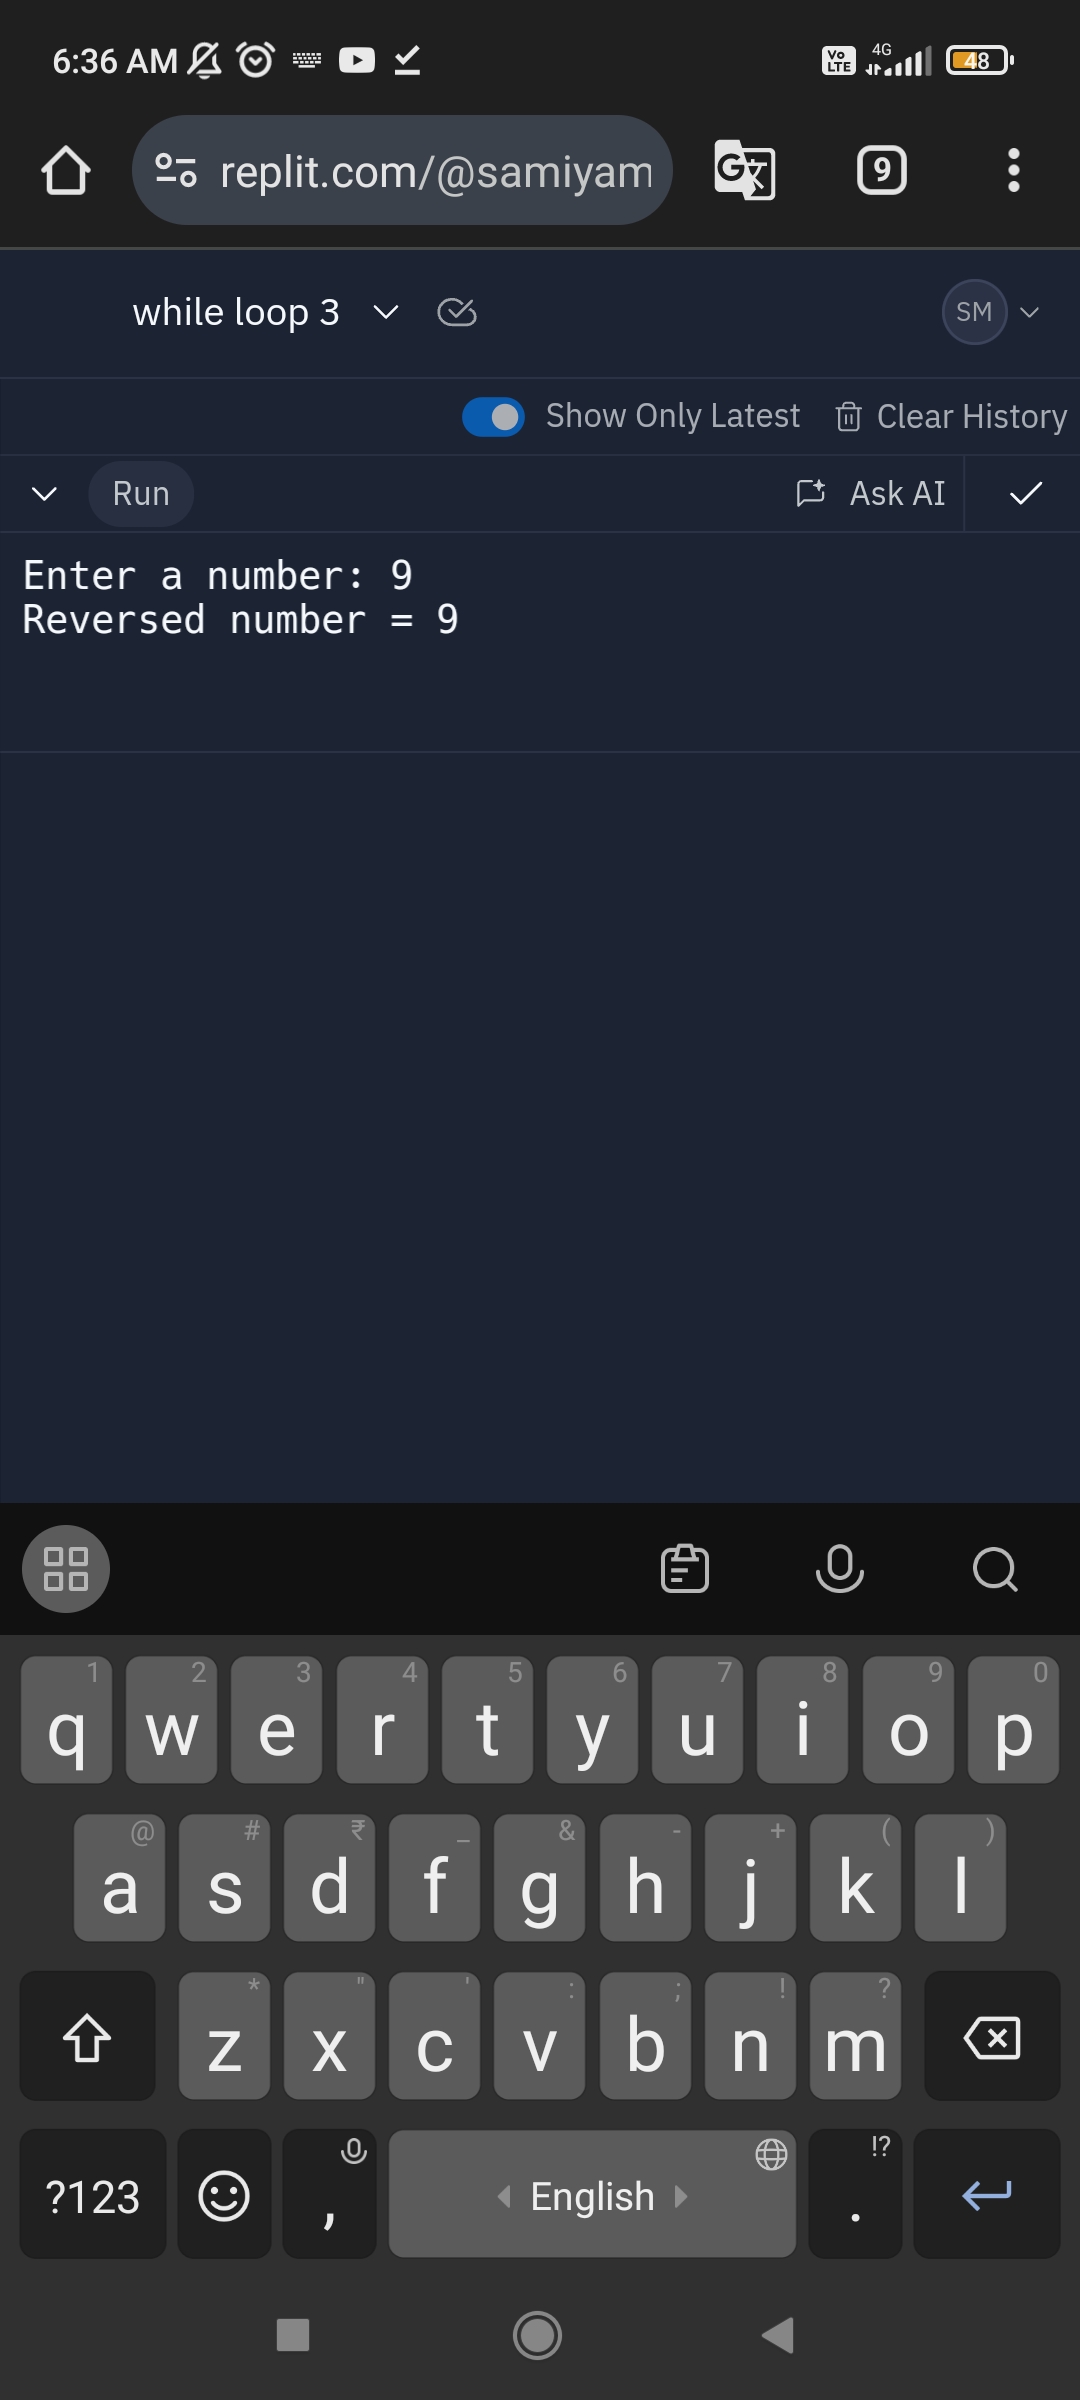 6:36 AM
Vo LTE 4G 48
replit.com/@samiyam
9
while loop 3
SM
Show Only Latest
Clear History
Run
Ask AI
Enter a number: 9
Reversed number = 9
1 2 3 4 5 6 7 8 9 0
q w e r t y u i o p
@ # ₹ _ & - + ( )
a s d f g h j k l
* " ' : ; ! ?
z x c v b n m
!?
?123 , English .